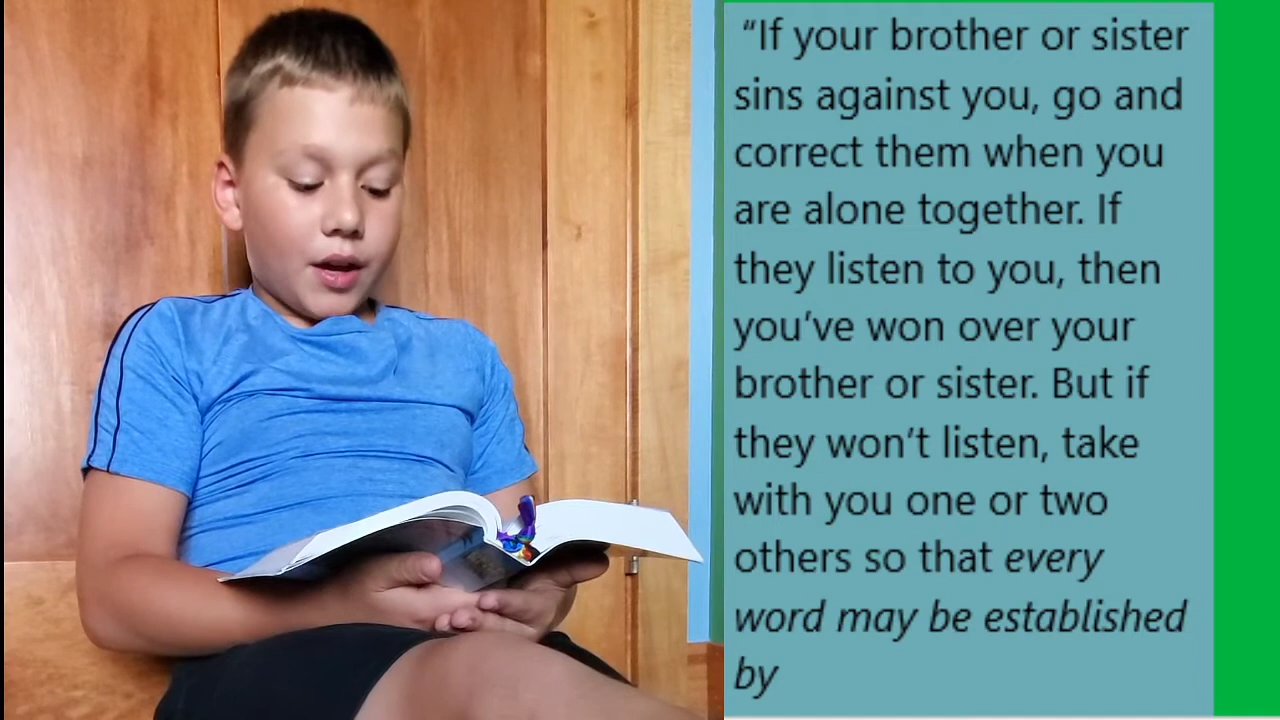 “If your brother or sister
sins against you, go and
correct them when you
are alone together. If
they listen to you, then
you’ve won over your
brother or sister. But if
they won’t listen, take
with you one or two
others so that every
word may be established
by